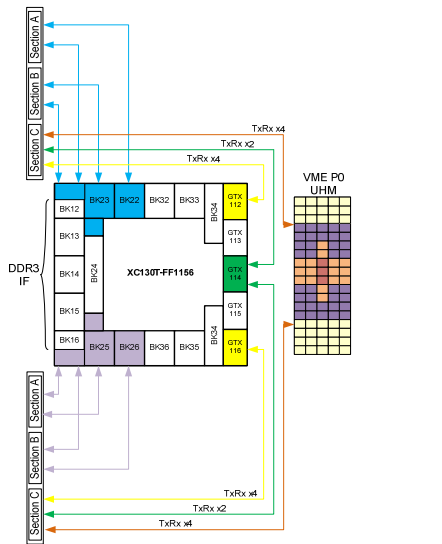 Section A
Section B
Section C
TxRx x4
TxRx x2
TxRx x4
VME P0
UHM
BK12
BK23
BK22
BK32
BK33
BK34
GTX
112
BK13
GTX
113
DDR3
IF
BK14
BK24
XC130T-FF1156
GTX
114
BK15
GTX
115
BK16
BK25
BK26
BK36
BK35
BK34
GTX
116
Section A
Section B
Section C
TxRx x4
TxRx x2
TxRx x4